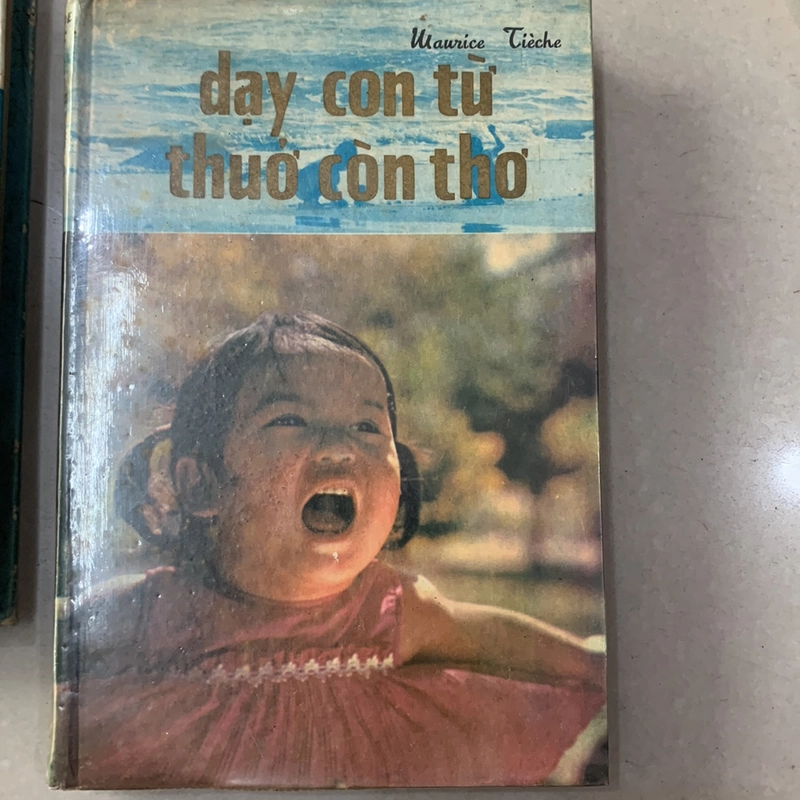 Maurice Tièche
dạy con từ
thuở còn thơ